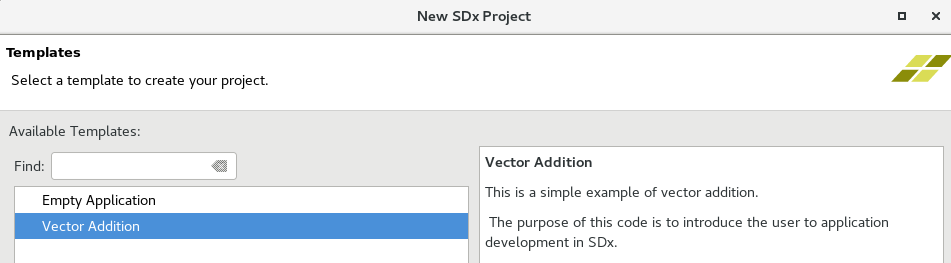 New SDx Project
Templates
Select a template to create your project.
Available Templates:
Find:
Empty Application
Vector Addition
Vector Addition
This is a simple example of vector addition.
The purpose of this code is to introduce the user to application
development in SDx.